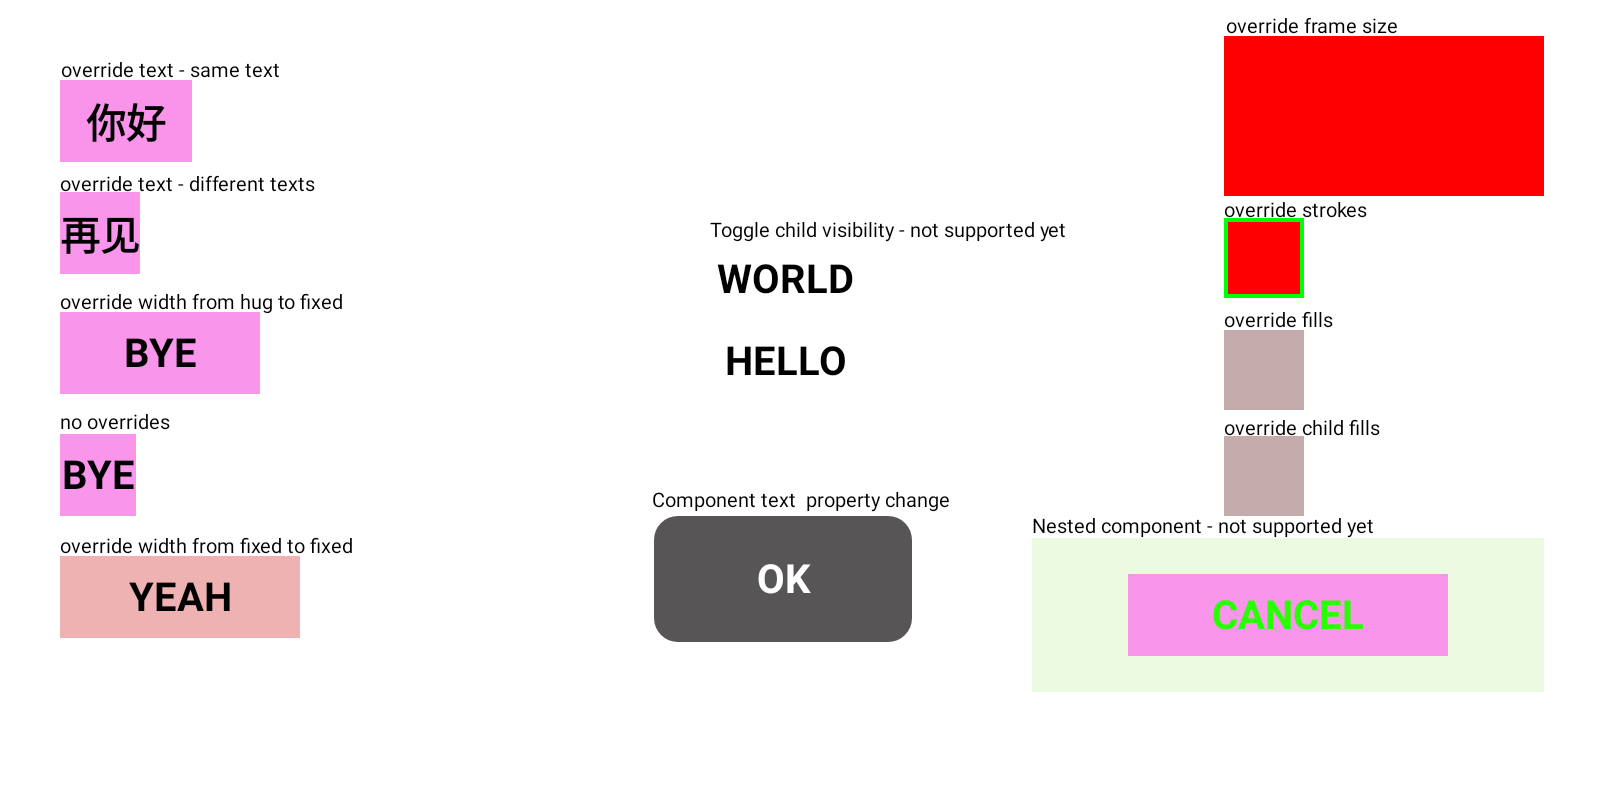 override text - same text
你好
override text - different texts
再见
override width from hug to fixed
BYE
no overrides
BYE
override width from fixed to fixed
YEAH
Toggle child visibility - not supported yet
WORLD
HELLO
Component text  property change
OK
override frame size
override strokes
override fills
override child fills
Nested component - not supported yet
CANCEL